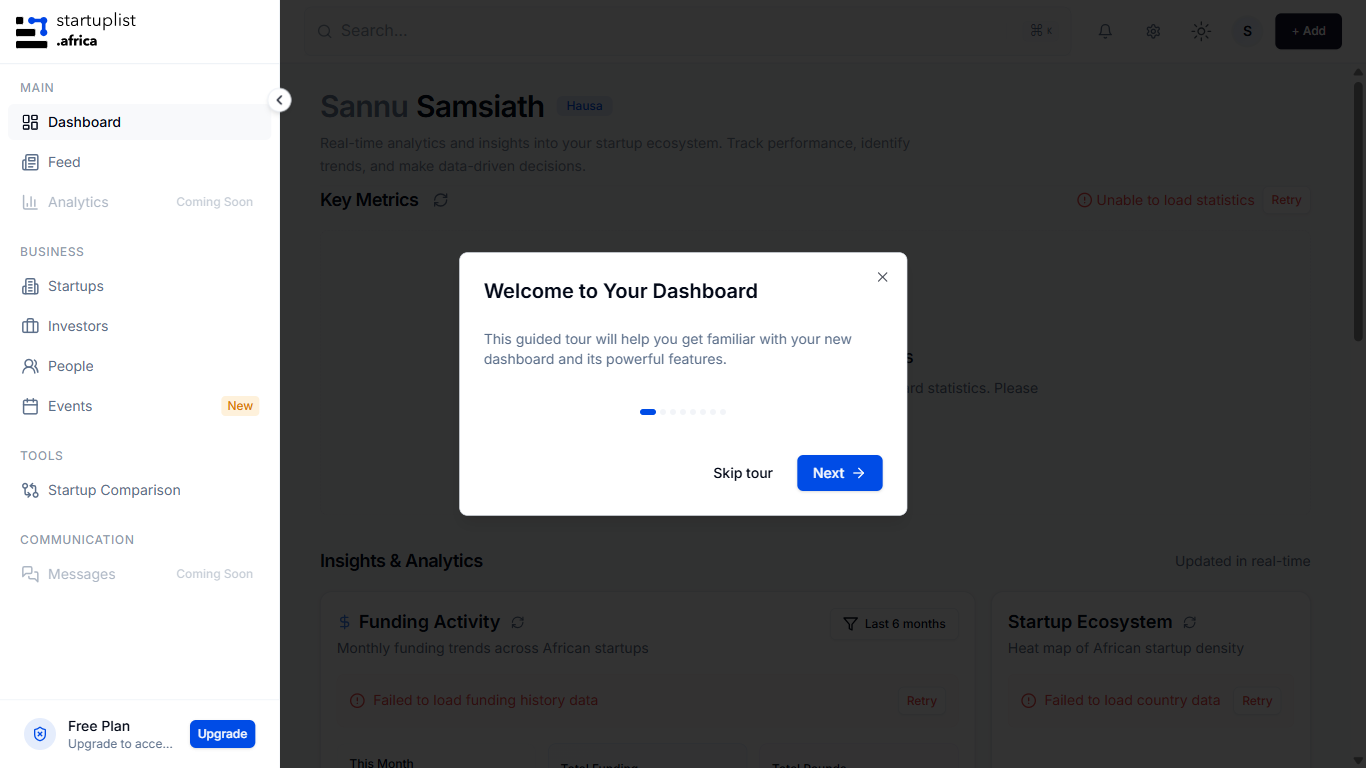 startuplist
.africa
Search...
⌘ K
S
+ Add
MAIN
Dashboard
Feed
Analytics
Coming Soon
BUSINESS
Startups
Investors
People
Events
New
TOOLS
Startup Comparison
COMMUNICATION
Messages
Coming Soon
Free Plan
Upgrade to acce...
Upgrade
Sannu Samsiath
Hausa
Real-time analytics and insights into your startup ecosystem. Track performance, identify
trends, and make data-driven decisions.
Key Metrics
Unable to load statistics
Retry
Welcome to Your Dashboard
This guided tour will help you get familiar with your new
dashboard and its powerful features.
Skip tour
Next
statistics. Please
Insights & Analytics
Updated in real-time
Funding Activity
Last 6 months
Monthly funding trends across African startups
Failed to load funding history data
Retry
This Month
Total Funding
Total Rounds
Startup Ecosystem
Heat map of African startup density
Failed to load country data
Retry